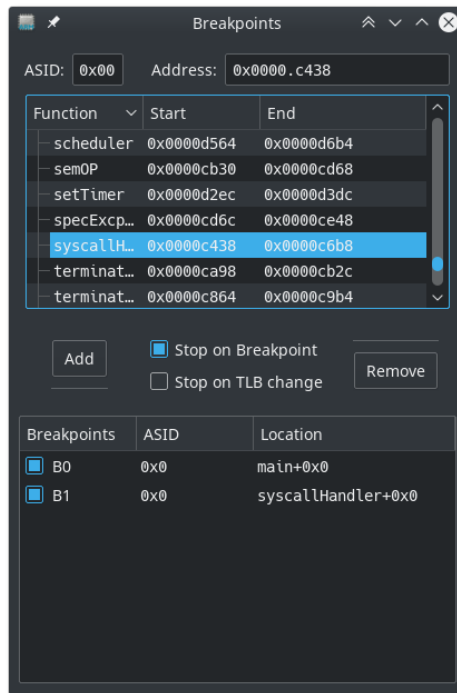 Breakpoints
ASID: 0x00 Address: 0x0000.c438
Function Start End
scheduler 0x0000d564 0x0000d6b4
semOP 0x0000cb30 0x0000cd68
setTimer 0x0000d2ec 0x0000d3dc
specExcp… 0x0000cd6c 0x0000ce48
syscallH… 0x0000c438 0x0000c6b8
terminat… 0x0000ca98 0x0000cb2c
terminat… 0x0000c864 0x0000c9b4
Add
Stop on Breakpoint
Stop on TLB change
Remove
Breakpoints ASID Location
B0 0x0 main+0x0
B1 0x0 syscallHandler+0x0